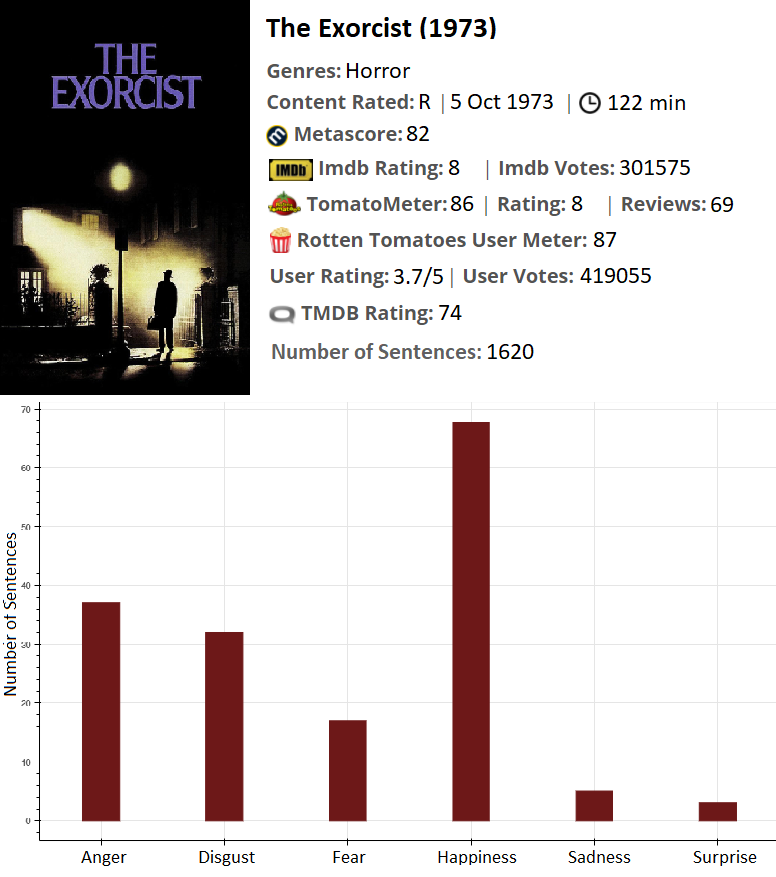 THE
EXORCIST
The Exorcist (1973)
Genres: Horror
Content Rated: R | 5 Oct 1973 | 122 min
Metascore: 82
IMDb Imdb Rating: 8 | Imdb Votes: 301575
TomatoMeter: 86 | Rating: 8 | Reviews: 69
Rotten Tomatoes User Meter: 87
User Rating: 3.7/5 | User Votes: 419055
TMDB Rating: 74
Number of Sentences: 1620
Number of Sentences
70
60
50
40
30
20
10
0
Anger Disgust Fear Happiness Sadness Surprise